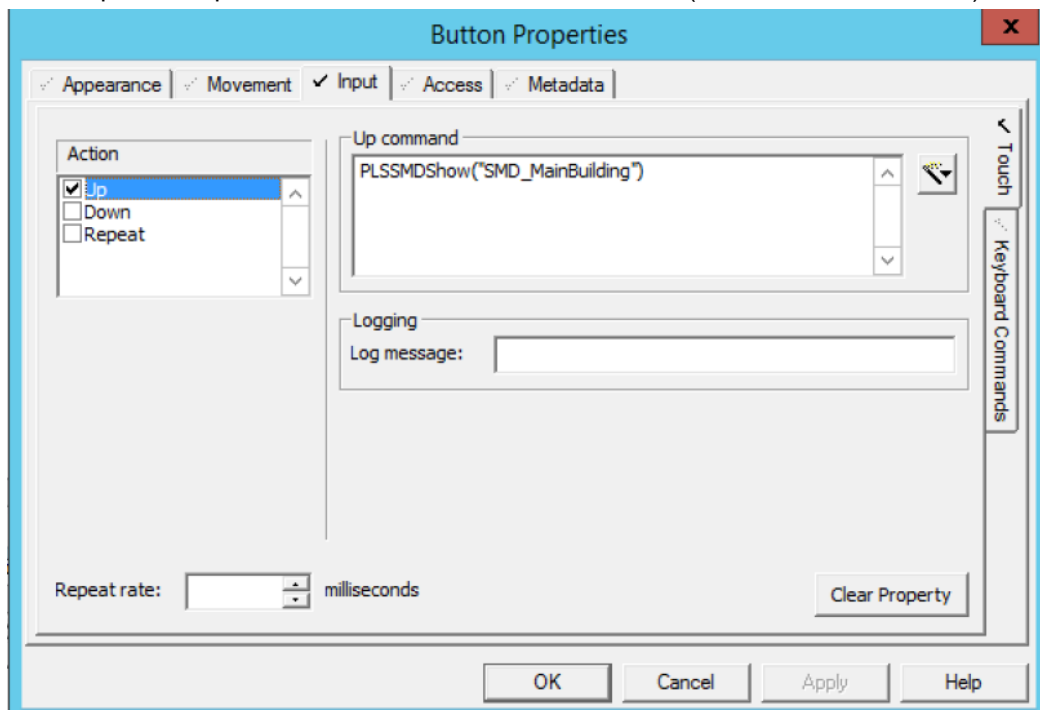 Button Properties
x
Appearance
Movement
Input
Access
Metadata
Action
Up
Down
Repeat
Up command
PLSSMDShow("SMD_MainBuilding")
Logging
Log message:
Touch
Keyboard Commands
Repeat rate:
milliseconds
Clear Property
OK
Cancel
Apply
Help